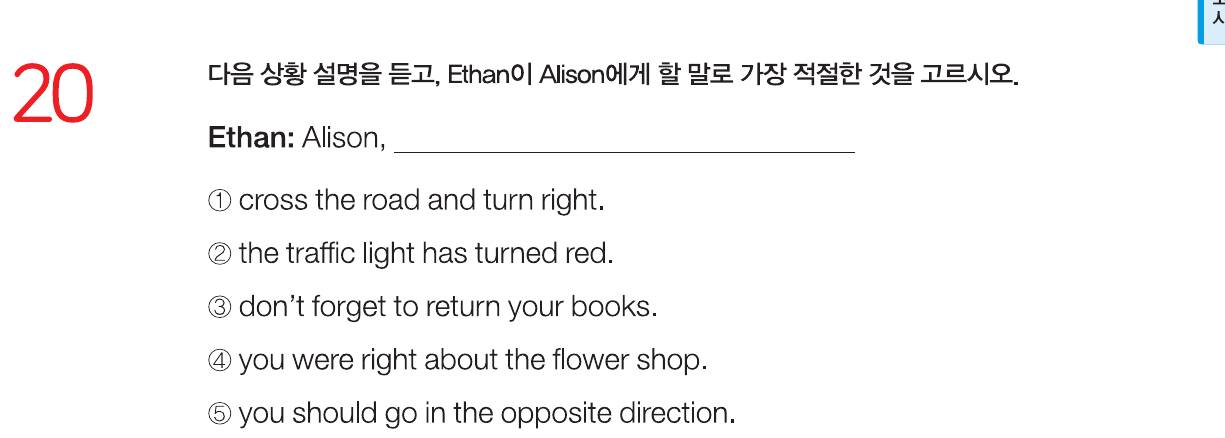 20
다음 상황 설명을 듣고, Ethan이 Alison에게 할 말로 가장 적절한 것을 고르시오.
Ethan: Alison, ______________________________
① cross the road and turn right.
② the traffic light has turned red.
③ don’t forget to return your books.
④ you were right about the flower shop.
⑤ you should go in the opposite direction.